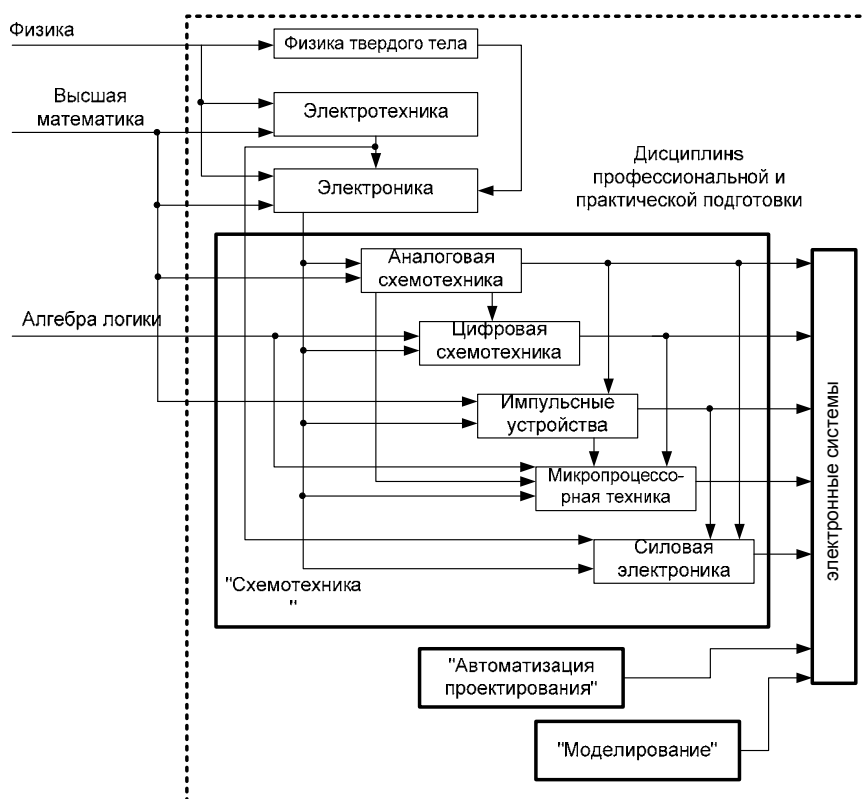 Физика
Физика твердого тела
Высшая
математика
Электротехника
Электроника
Дисциплинs
профессиональной и
практической подготовки
Аналоговая
схемотехника
Алгебра логики
Цифровая
схемотехника
Импульсные
устройства
Микропроцессо-
рная техника
Силовая
электроника
"Схемотехника
"
электронные системы
"Автоматизация
проектирования"
"Моделирование"